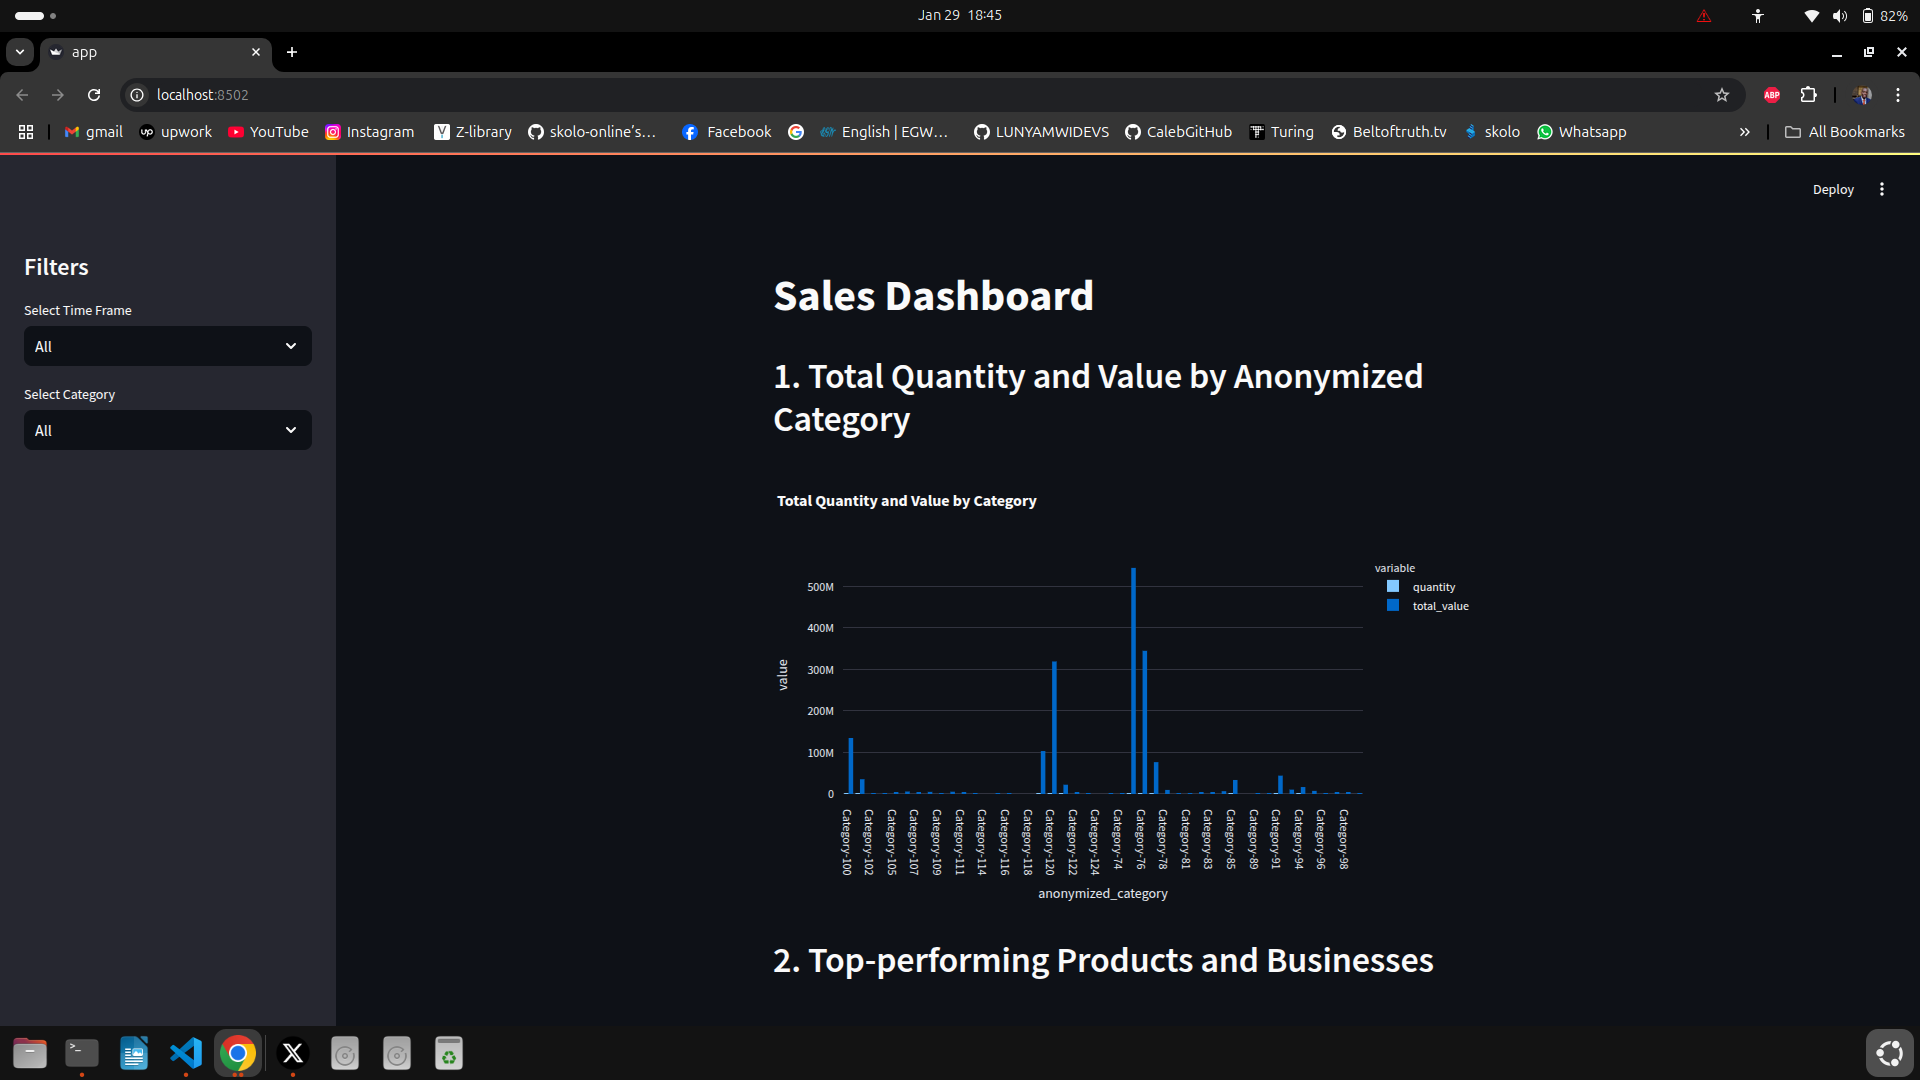 Jan 29 18:45
82%
app
localhost:8502
ABP
gmail
upwork
YouTube
Instagram
Z-library
skolo-online's...
Facebook
English | EGW...
LUNYAMWIDEVS
CalebGitHub
Turing
Beltoftruth.tv
skolo
Whatsapp
All Bookmarks
Deploy
Filters
Select Time Frame
All
Select Category
All
Sales Dashboard
1. Total Quantity and Value by Anonymized
Category
Total Quantity and Value by Category
variable
quantity
total_value
value
500M
400M
300M
200M
100M
0
Category-100
Category-102
Category-105
Category-107
Category-109
Category-111
Category-114
Category-116
Category-118
Category-120
Category-122
Category-124
Category-74
Category-76
Category-78
Category-81
Category-83
Category-85
Category-89
Category-91
Category-94
Category-96
Category-98
anonymized_category
2. Top-performing Products and Businesses